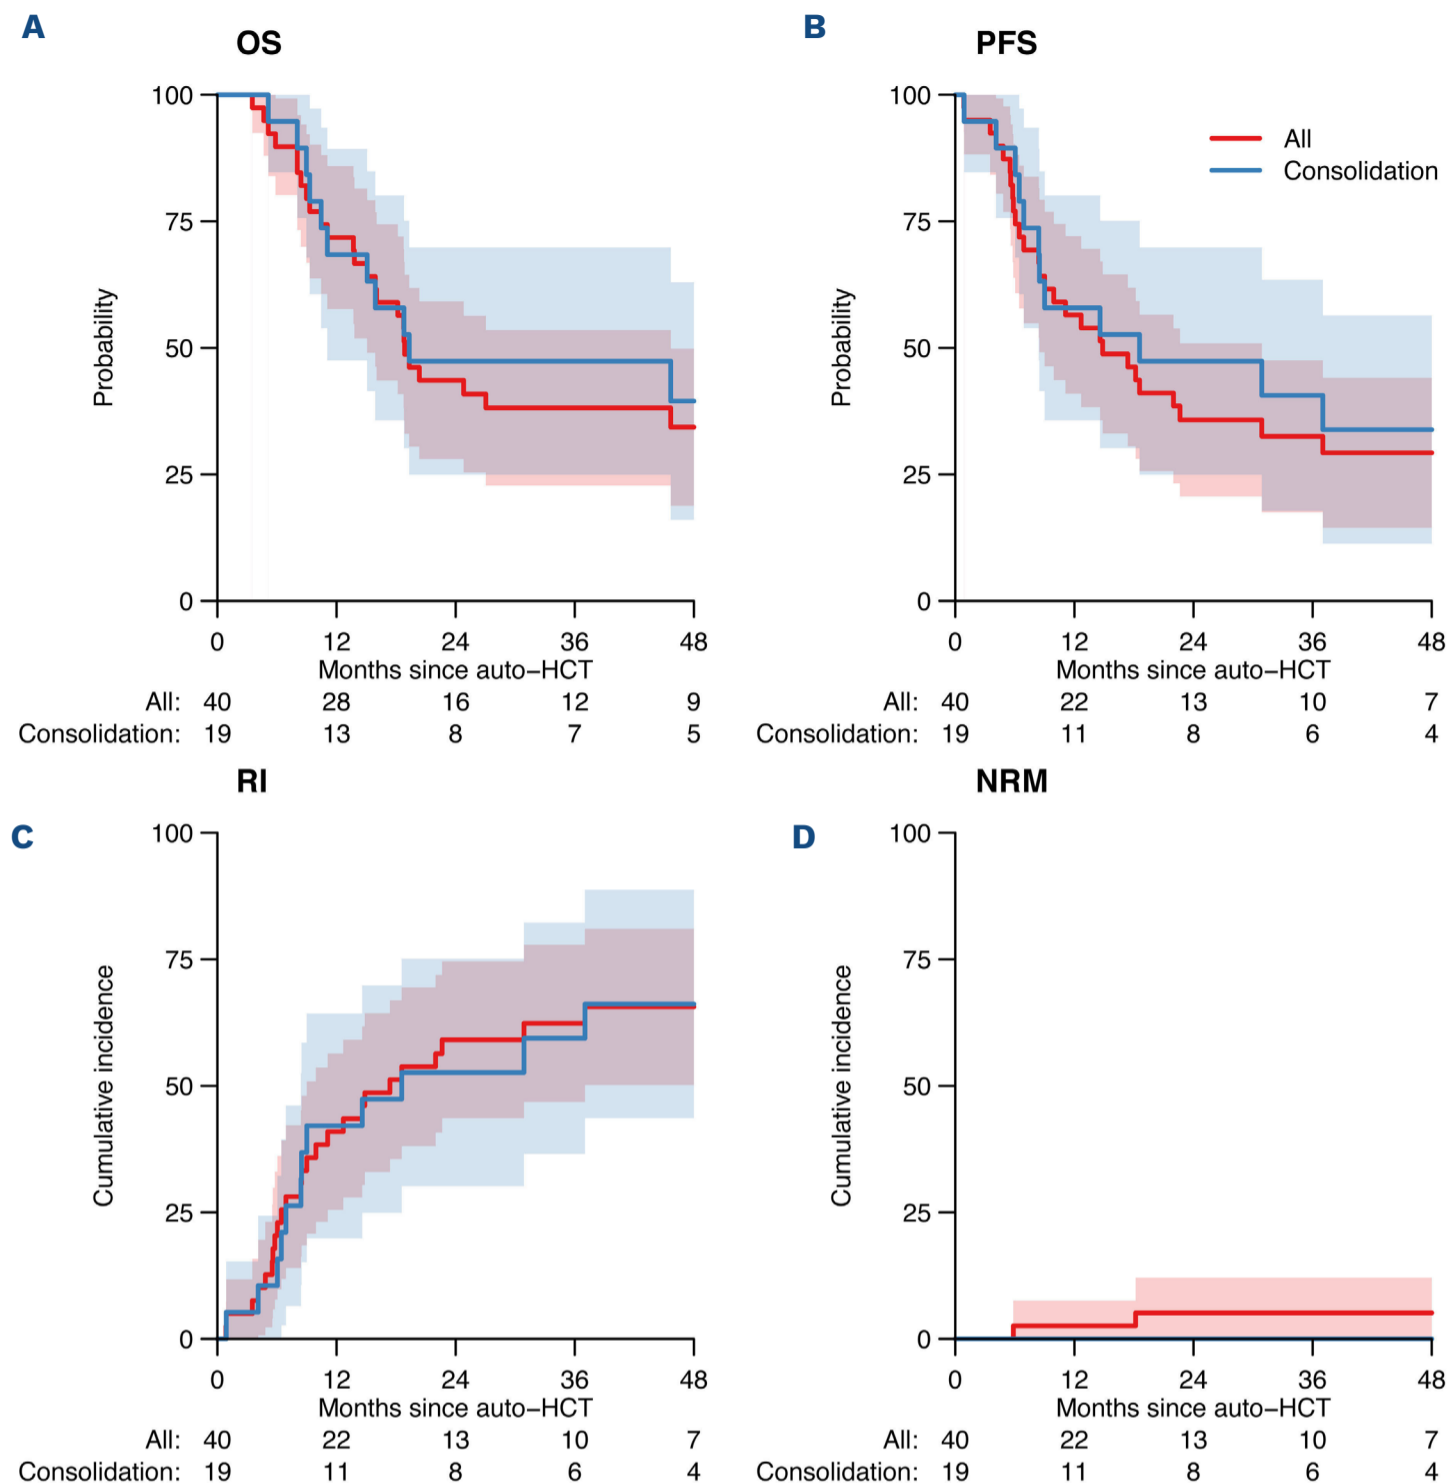 A
OS
100
75
50
25
0
Probability
0 12 24 36 48
Months since auto–HCT
All: 40 28 16 12 9
Consolidation: 19 13 8 7 5
B
PFS
100
75
50
25
0
Probability
All
Consolidation
0 12 24 36 48
Months since auto–HCT
All: 40 22 13 10 7
Consolidation: 19 11 8 6 4
C
RI
100
75
50
25
0
Cumulative incidence
0 12 24 36 48
Months since auto–HCT
All: 40 22 13 10 7
Consolidation: 19 11 8 6 4
D
NRM
100
75
50
25
0
Cumulative incidence
0 12 24 36 48
Months since auto–HCT
All: 40 22 13 10 7
Consolidation: 19 11 8 6 4